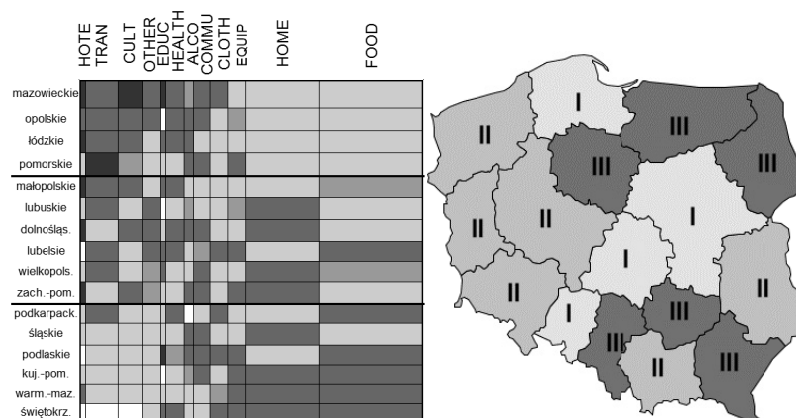 HOTE TRAN CULT OTHER EDUC HEALTH ALCO COMMU CLOTH EQUIP HOME FOOD
mazowieckie
opolskie
łódzkie
pomcrskie
małopolskie
lubuskie
dolnośląs.
lubelsie
wielkopols.
zach.-pom.
podkarpack.
śląskie
podlaskie
kuj.-pom.
warm.-maz.
świętokrz.
I
II
III
III
III
II
I
II
I
II
II
I
III
III
II
III